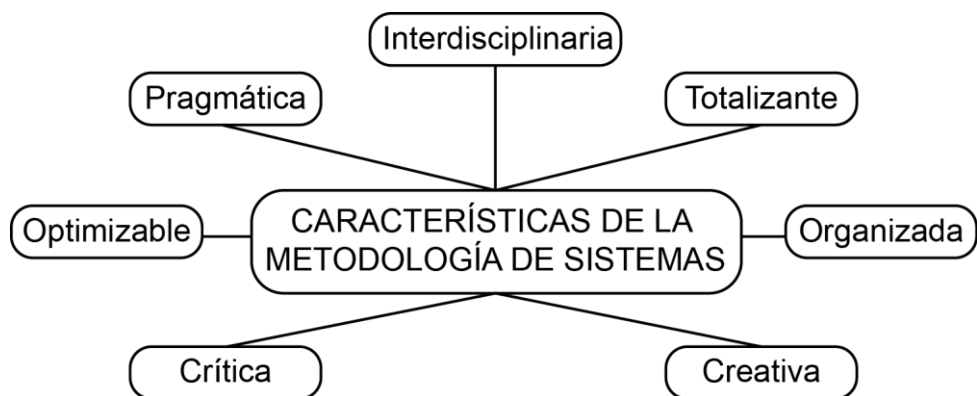 Interdisciplinaria
Pragmática
Totalizante
Optimizable
CARACTERÍSTICAS DE LA
METODOLOGÍA DE SISTEMAS
Organizada
Crítica
Creativa